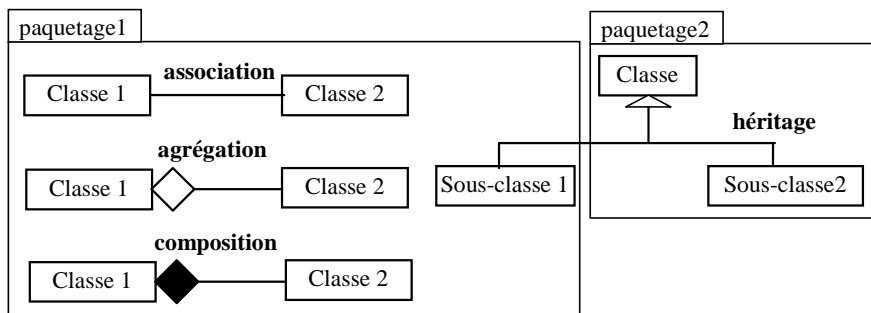 paquetage1
association
Classe 1
Classe 2
agrégation
Classe 1
Classe 2
composition
Classe 1
Classe 2
Sous-classe 1
paquetage2
Classe
héritage
Sous-classe2